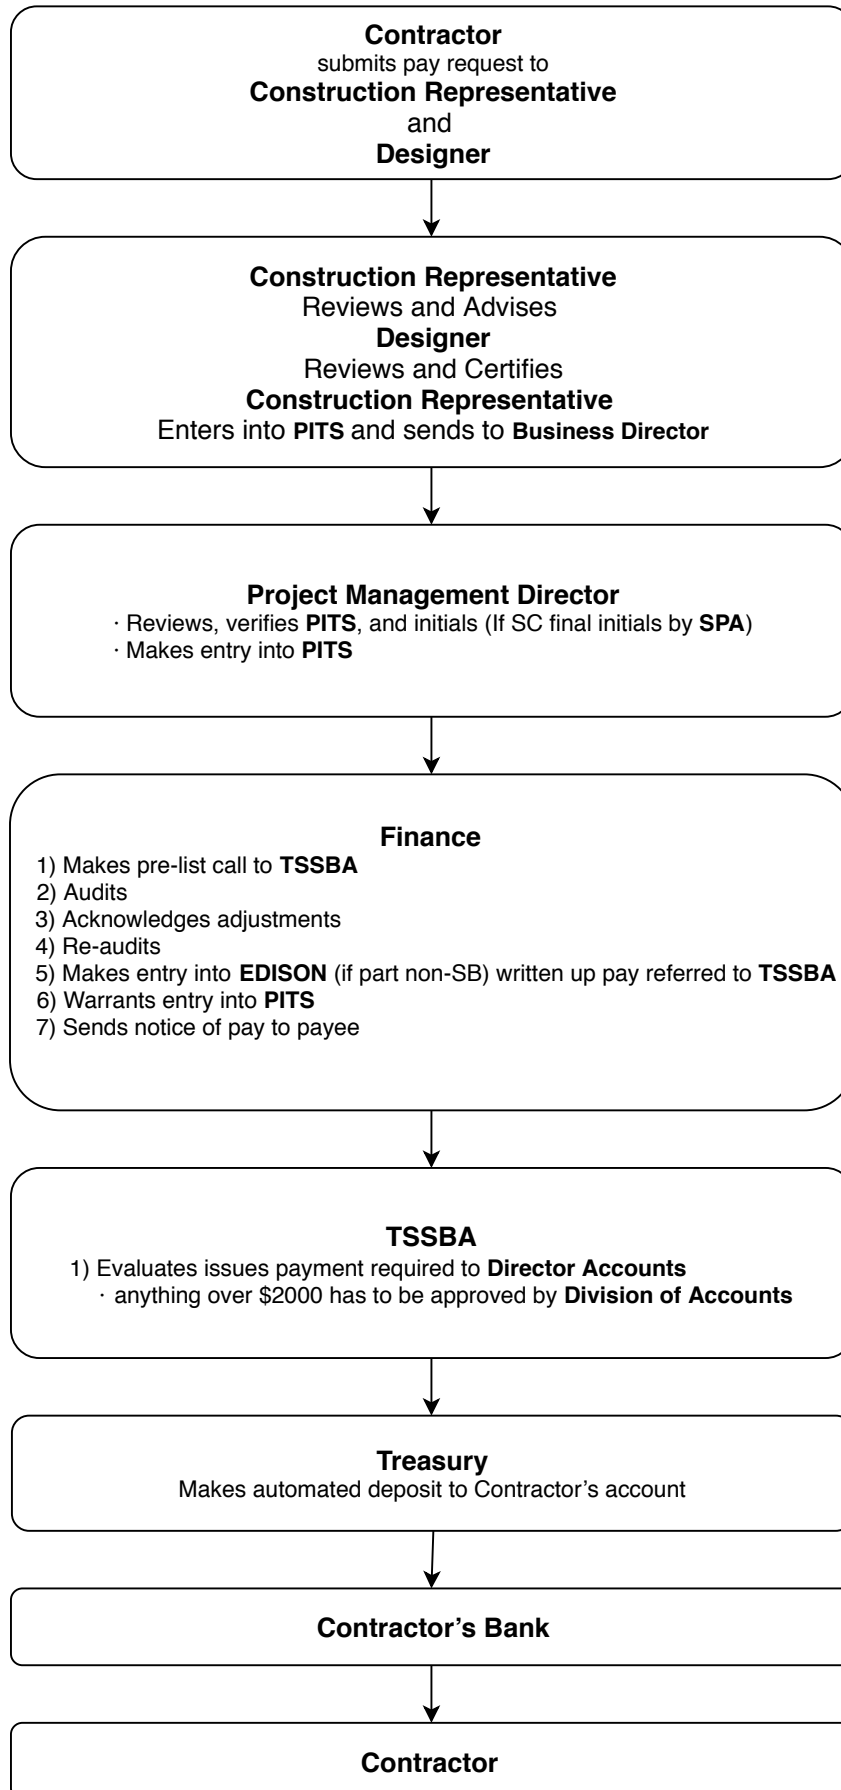 Contractor
submits pay request to
Construction Representative
and
Designer
Construction Representative
Reviews and Advises
Designer
Reviews and Certifies
Construction Representative
Enters into PITS and sends to Business Director
Project Management Director
· Reviews, verifies PITS, and initials (If SC final initials by SPA)
· Makes entry into PITS
Finance
1) Makes pre-list call to TSSBA
2) Audits
3) Acknowledges adjustments
4) Re-audits
5) Makes entry into EDISON (if part non-SB) written up pay referred to TSSBA
6) Warrants entry into PITS
7) Sends notice of pay to payee
TSSBA
1) Evaluates issues payment required to Director Accounts
· anything over $2000 has to be approved by Division of Accounts
Treasury
Makes automated deposit to Contractor’s account
Contractor’s Bank
Contractor